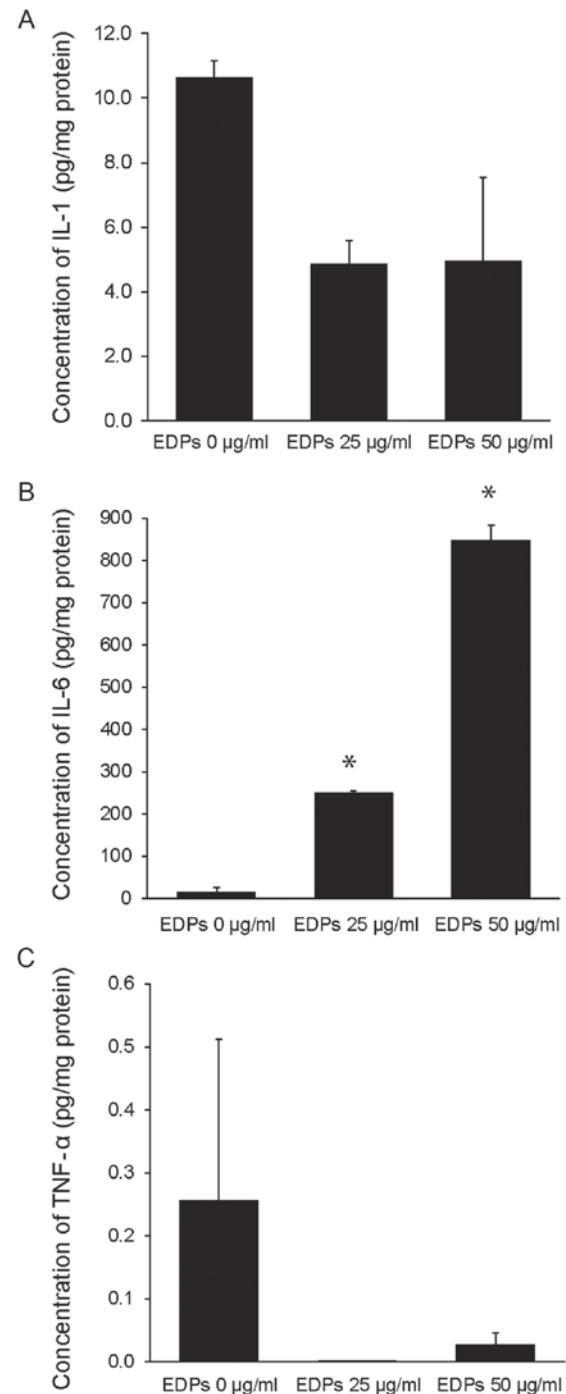 A
Concentration of IL-1 (pg/mg protein)
12.0
10.0
8.0
6.0
4.0
2.0
0.0
EDPs 0 µg/ml EDPs 25 µg/ml EDPs 50 µg/ml
B
Concentration of IL-6 (pg/mg protein)
900
800
700
600
500
400
300
200
100
0
*
*
EDPs 0 µg/ml EDPs 25 µg/ml EDPs 50 µg/ml
C
Concentration of TNF-α (pg/mg protein)
0.6
0.5
0.4
0.3
0.2
0.1
0.0
EDPs 0 µg/ml EDPs 25 µg/ml EDPs 50 µg/ml